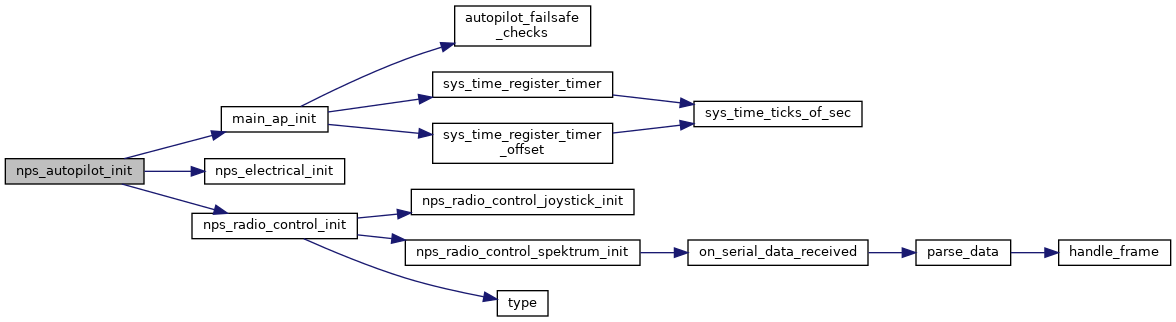 autopilot_failsafe
_checks
sys_time_register_timer
sys_time_ticks_of_sec
main_ap_init
sys_time_register_timer
_offset
nps_autopilot_init
nps_electrical_init
nps_radio_control_joystick_init
nps_radio_control_init
nps_radio_control_spektrum_init
on_serial_data_received
parse_data
handle_frame
type